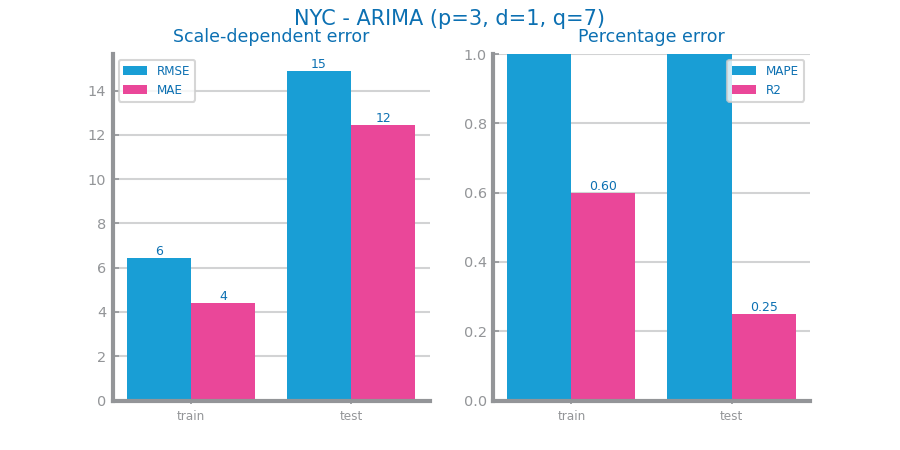 NYC - ARIMA (p=3, d=1, q=7)
Scale-dependent error
RMSE
MAE
14
12
10
8
6
4
2
0
6
4
15
12
train
test
Percentage error
MAPE
R2
1.0
0.8
0.6
0.4
0.2
0.0
0.60
0.25
train
test